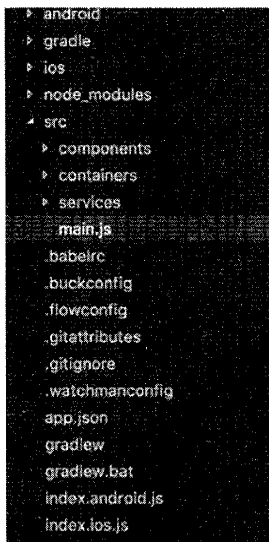 android
gradle
ios
node_modules
src
components
containers
services
main.js
.babelrc
.buckconfig
.flowconfig
.gitattributes
.gitignore
.watchmanconfig
app.json
gradlew
gradlew.bat
index.android.js
index.ios.js